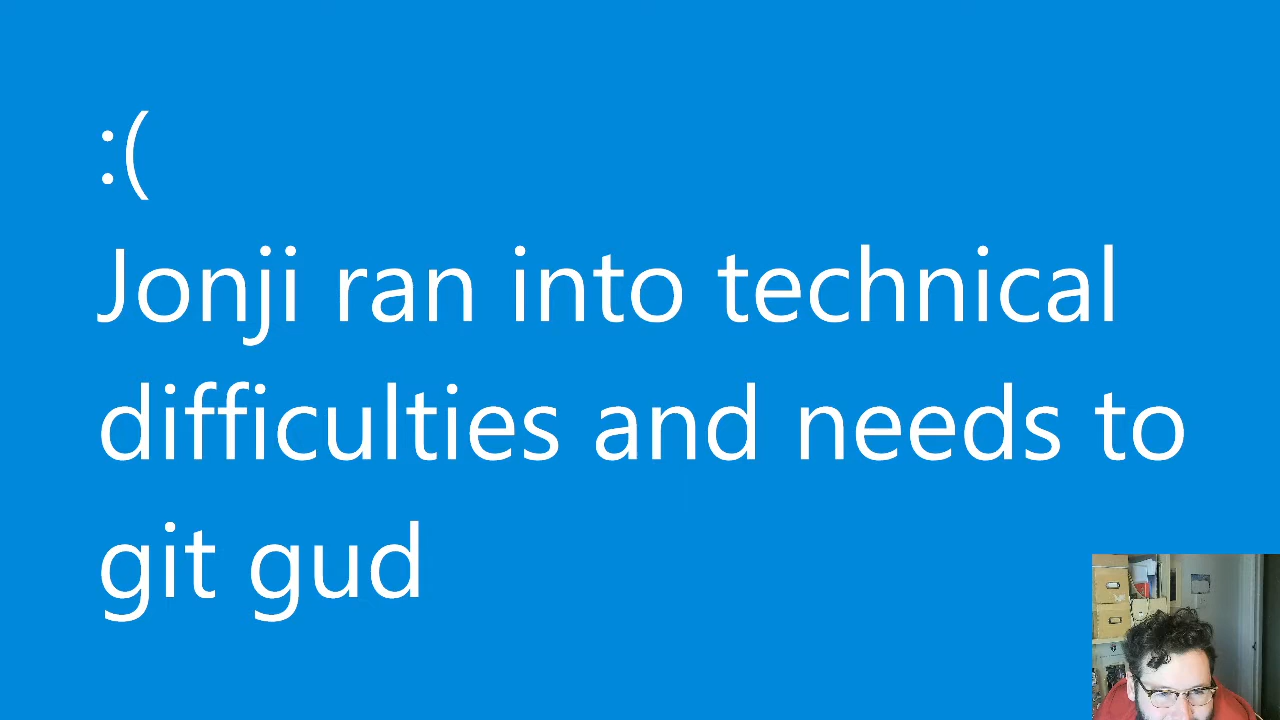 :(
Jonji ran into technical
difficulties and needs to
git gud